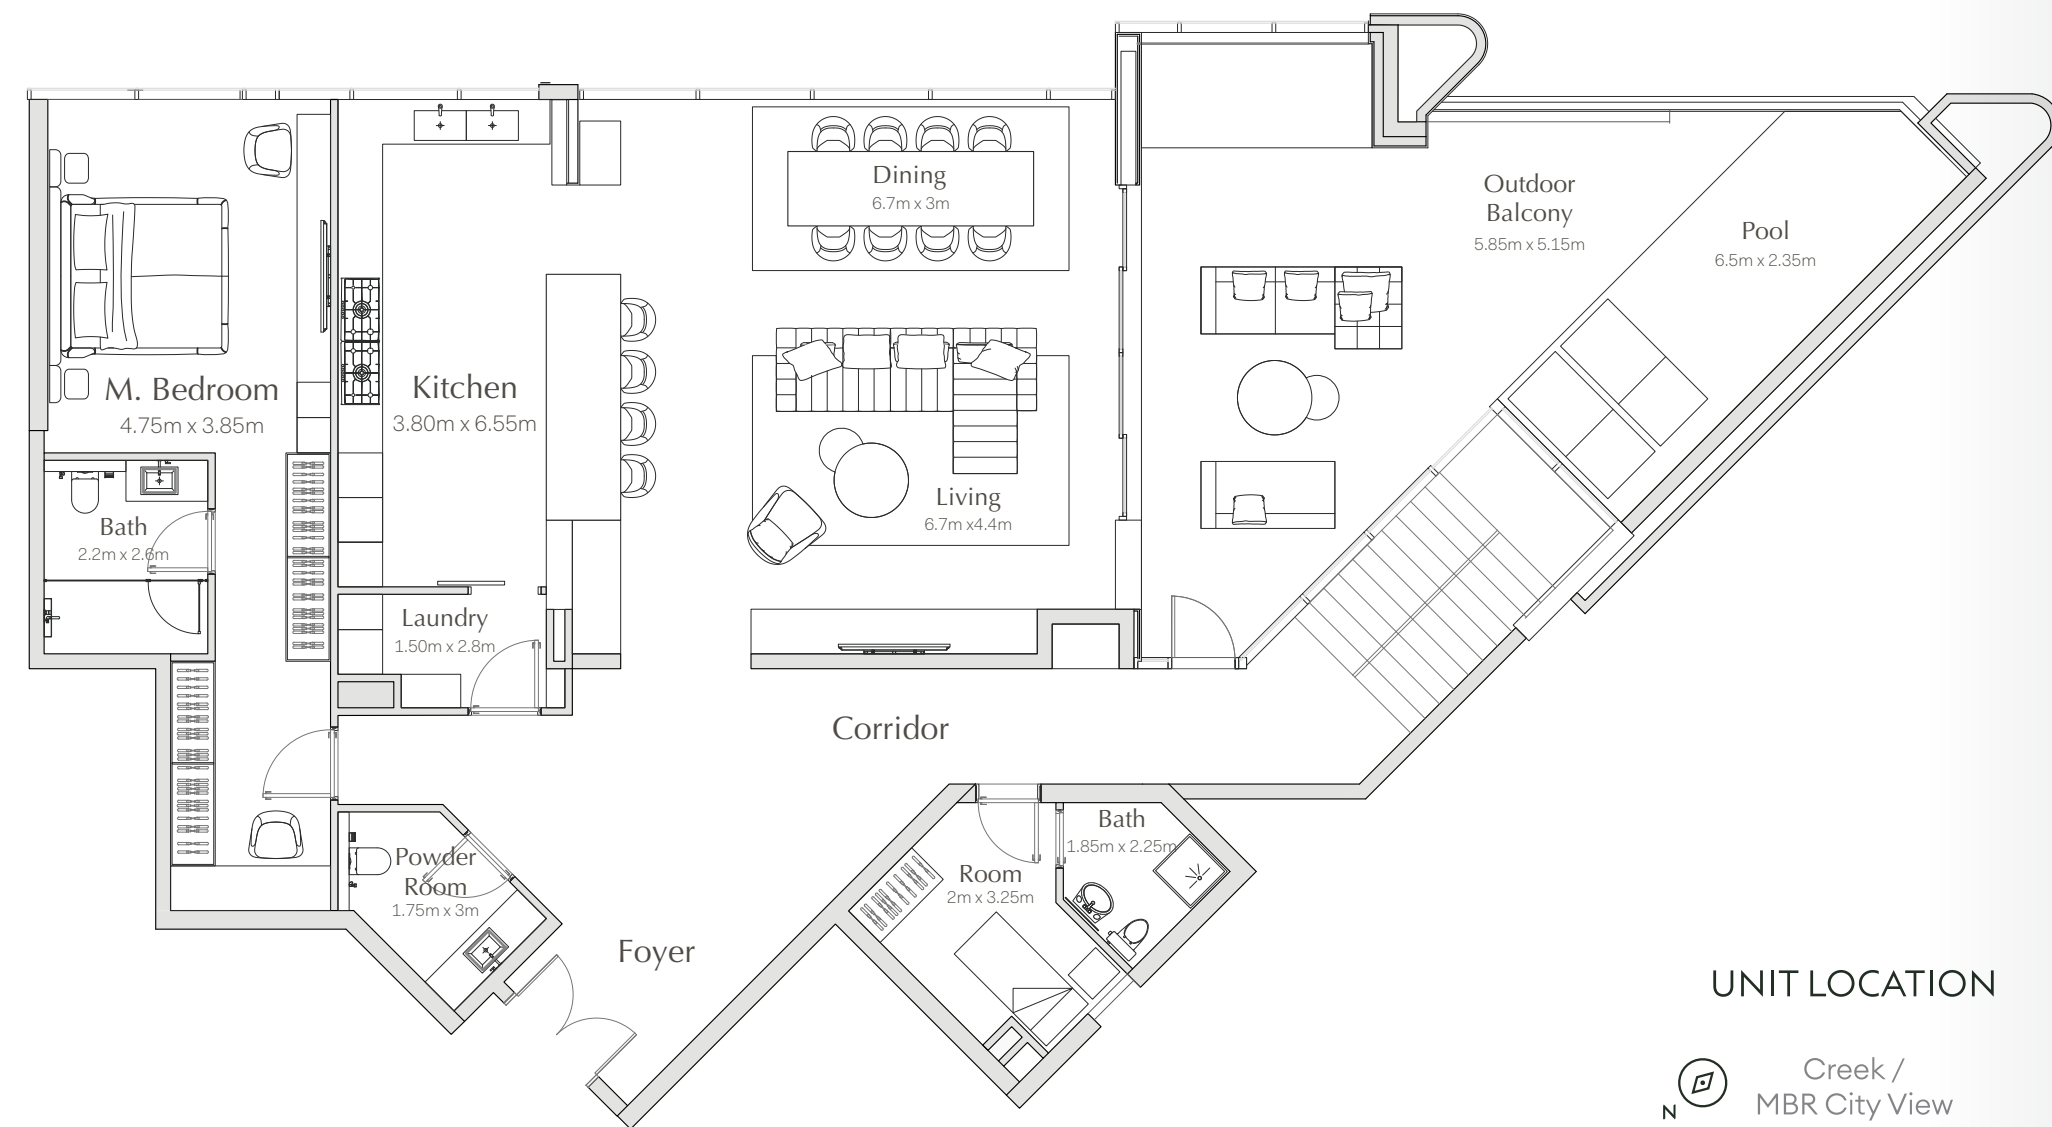 Dining
6.7m x 3m
Outdoor
Balcony
5.85m x 5.15m
Pool
6.5m x 2.35m
M. Bedroom
4.75m x 3.85m
Kitchen
3.80m x 6.55m
Living
6.7m x4.4m
Bath
2.2m x 2.6m
Laundry
1.50m x 2.8m
Corridor
Powder
Room
1.75m x 3m
Room
2m x 3.25m
Bath
1.85m x 2.25m
Foyer
UNIT LOCATION
N
Creek /
MBR City View